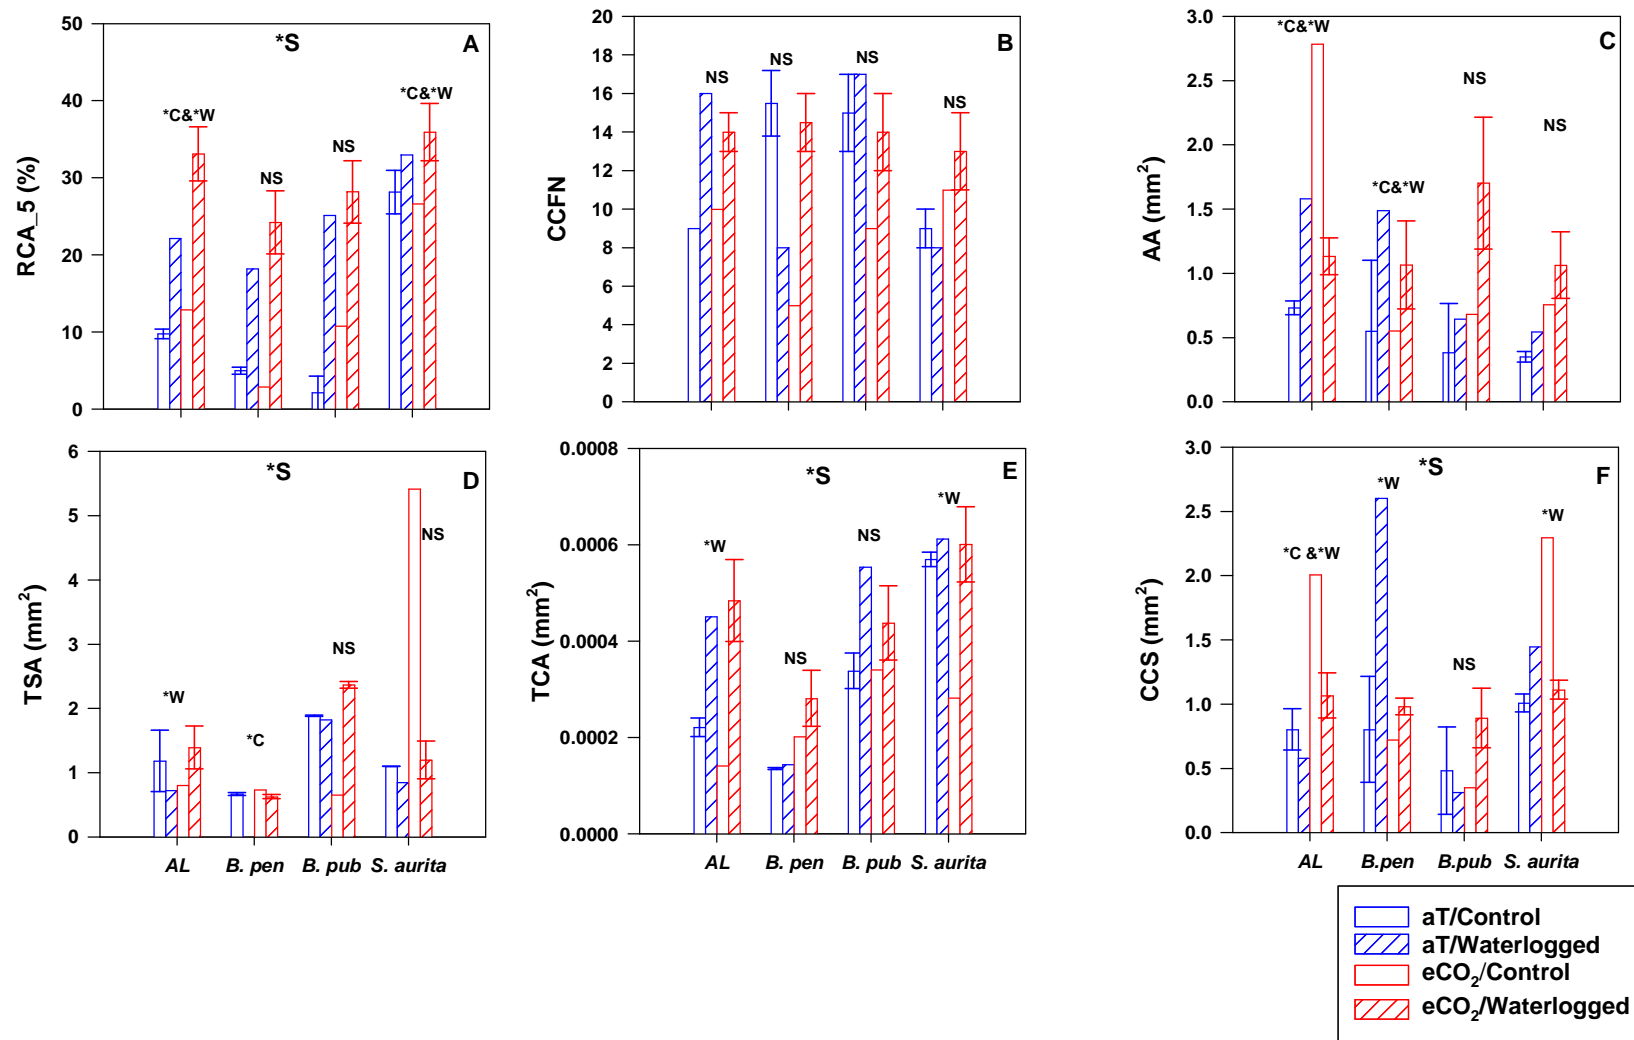 *S
A
RCA_5 (%)
50
40
30
20
10
0
*C&*W
NS
NS
*C&*W
B
CCFN
20
18
16
14
12
10
8
6
4
2
0
NS
NS
NS
NS
C
AA (mm²)
3.0
2.5
2.0
1.5
1.0
0.5
0.0
*C&*W
*C&*W
NS
NS
*S
D
TSA (mm²)
6
5
4
3
2
1
0
*W
*C
NS
NS
AL B. pen B. pub S. aurita
*S
E
TCA (mm²)
0.0008
0.0006
0.0004
0.0002
0.0000
*W
NS
NS
*W
AL B. pen B. pub S. aurita
*S
F
CCS (mm²)
3.0
2.5
2.0
1.5
1.0
0.5
0.0
*C &*W
*W
NS
*W
AL B.pen B.pub S. aurita
aT/Control
aT/Waterlogged
eCO₂/Control
eCO₂/Waterlogged